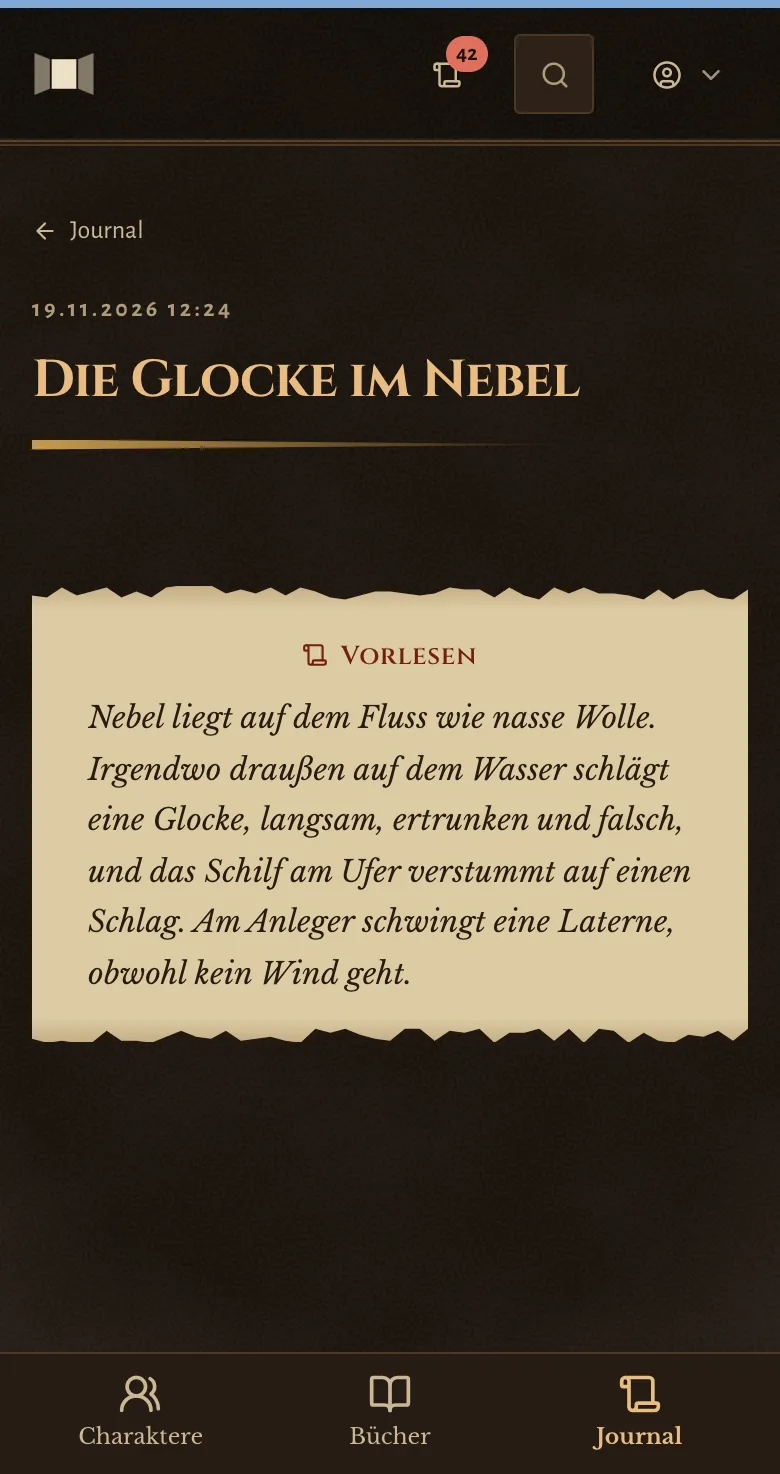 42
Journal
19.11.2026 12:24
Die Glocke im Nebel
Vorlesen
Nebel liegt auf dem Fluss wie nasse Wolle.
Irgendwo draußen auf dem Wasser schlägt
eine Glocke, langsam, ertrunken und falsch,
und das Schilf am Ufer verstummt auf einen
Schlag. Am Anleger schwingt eine Laterne,
obwohl kein Wind geht.
Charaktere
Bücher
Journal